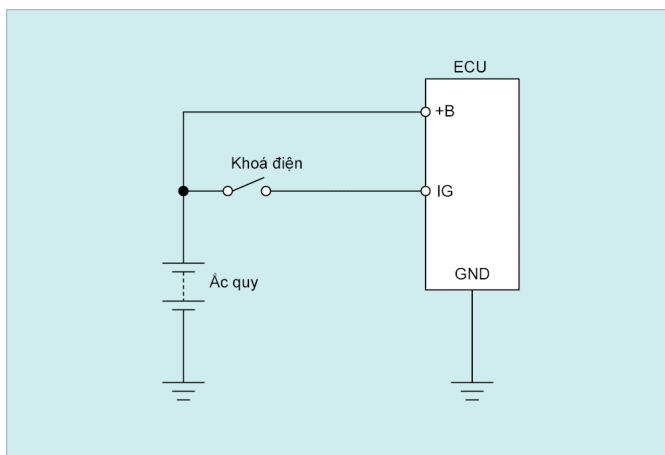 ECU
+B
Khoá điện
IG
GND
Ắc quy